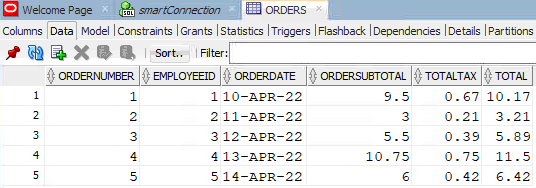 Welcome Page smartConnection ORDERS
Columns Data Model Constraints Grants Statistics Triggers Flashback Dependencies Details Partitions
Sort.. Filter:
ORDERNUMBER EMPLOYEEID ORDERDATE ORDERSUBTOTAL TOTALTAX TOTAL
1 1 1 10-APR-22 9.5 0.67 10.17
2 2 2 11-APR-22 3 0.21 3.21
3 3 3 12-APR-22 5.5 0.39 5.89
4 4 4 13-APR-22 10.75 0.75 11.5
5 5 5 14-APR-22 6 0.42 6.42